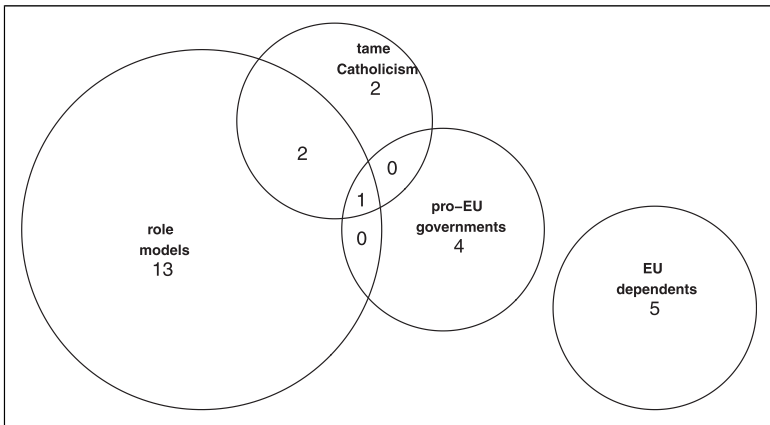 tame
Catholicism
2
2
0
1
pro–EU
governments
4
role
models
13
0
EU
dependents
5